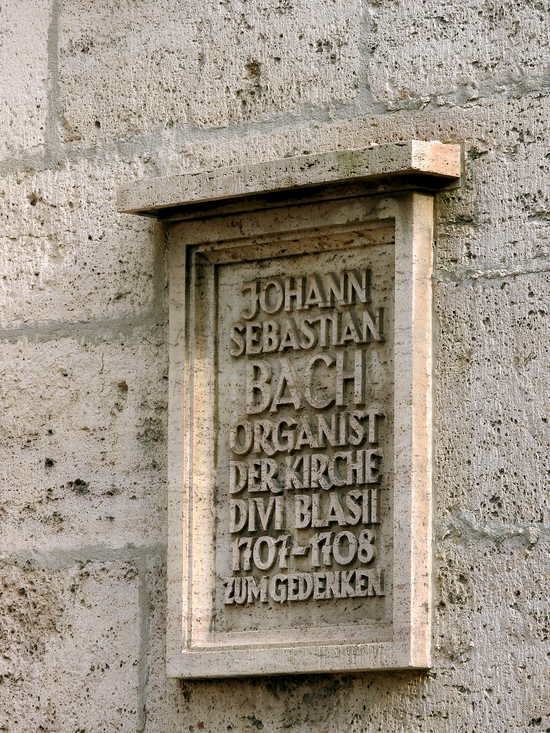 JOHANN
SEBASTIAN
BACH
ORGANIST
DER KIRCHE
DIVI BLASII
1707–1708
ZUM GEDENKEN